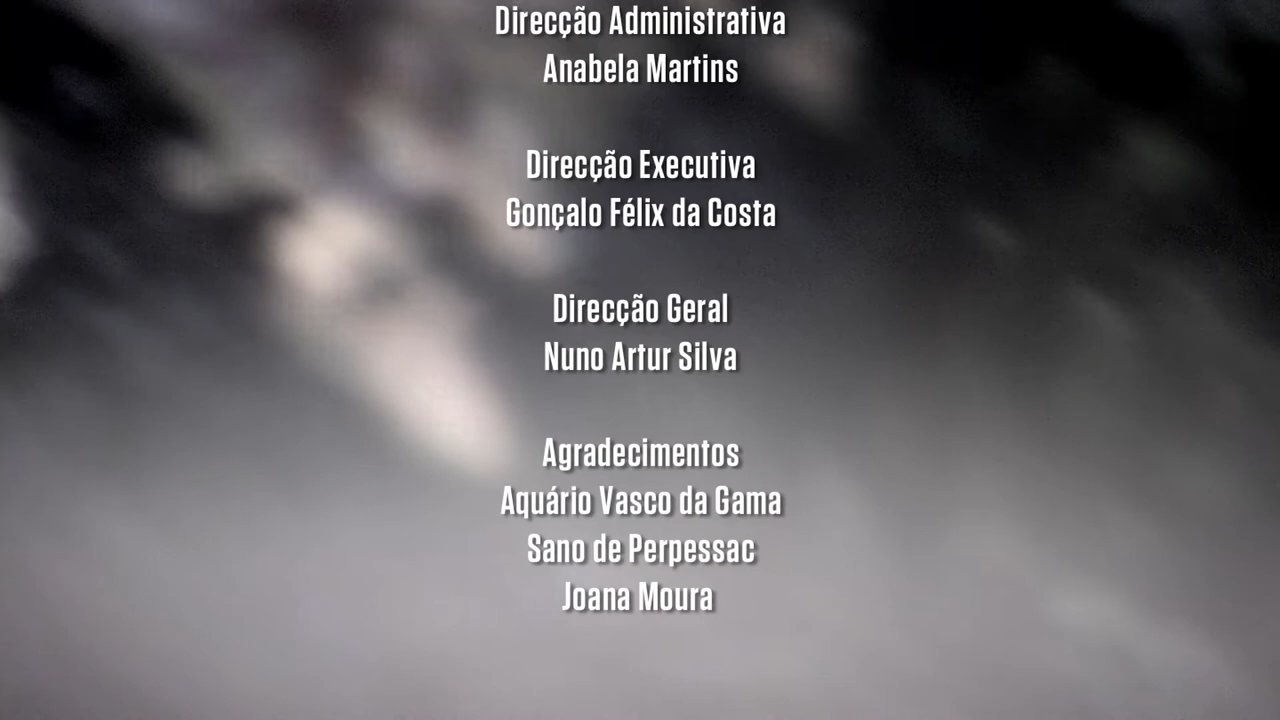 Direcção Administrativa
Anabela Martins
Direcção Executiva
Gonçalo Félix da Costa
Direcção Geral
Nuno Artur Silva
Agradecimentos
Aquário Vasco da Gama
Sano de Perpessac
Joana Moura